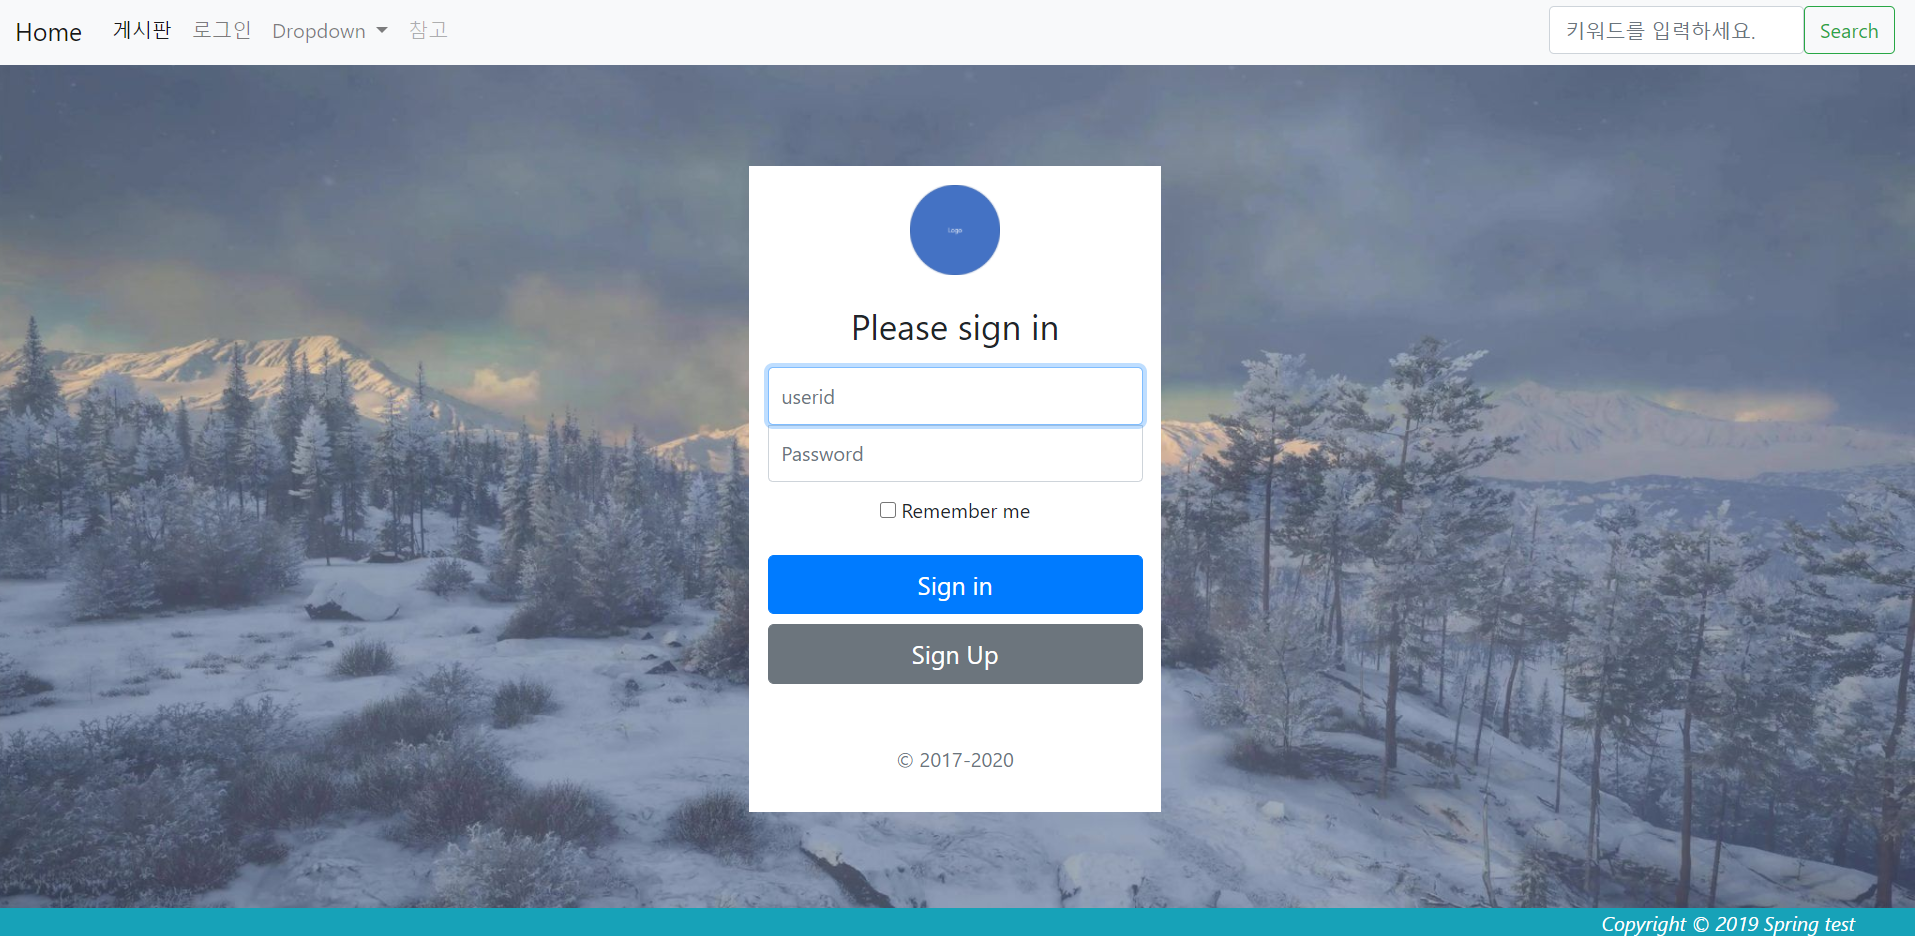 Home 게시판 로그인 Dropdown 참고 키워드를 입력하세요. Search
Logo
Please sign in
userid
Password
Remember me
Sign in
Sign Up
© 2017-2020
Copyright © 2019 Spring test